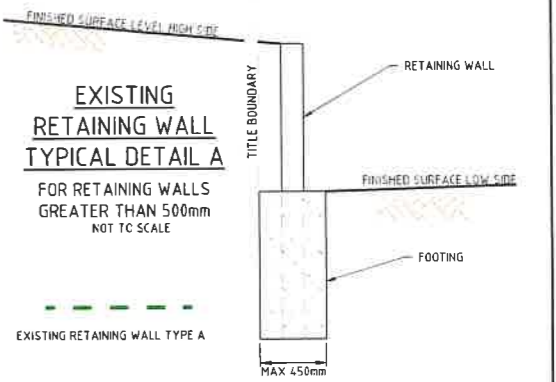 FINISHED SURFACE LEVEL HIGH SIDE
RETAINING WALL
TITLE BOUNDARY
EXISTING
RETAINING WALL
TYPICAL DETAIL A
FOR RETAINING WALLS
GREATER THAN 500mm
NOT TO SCALE
FINISHED SURFACE LOW SIDE
FOOTING
EXISTING RETAINING WALL TYPE A
MAX 450mm